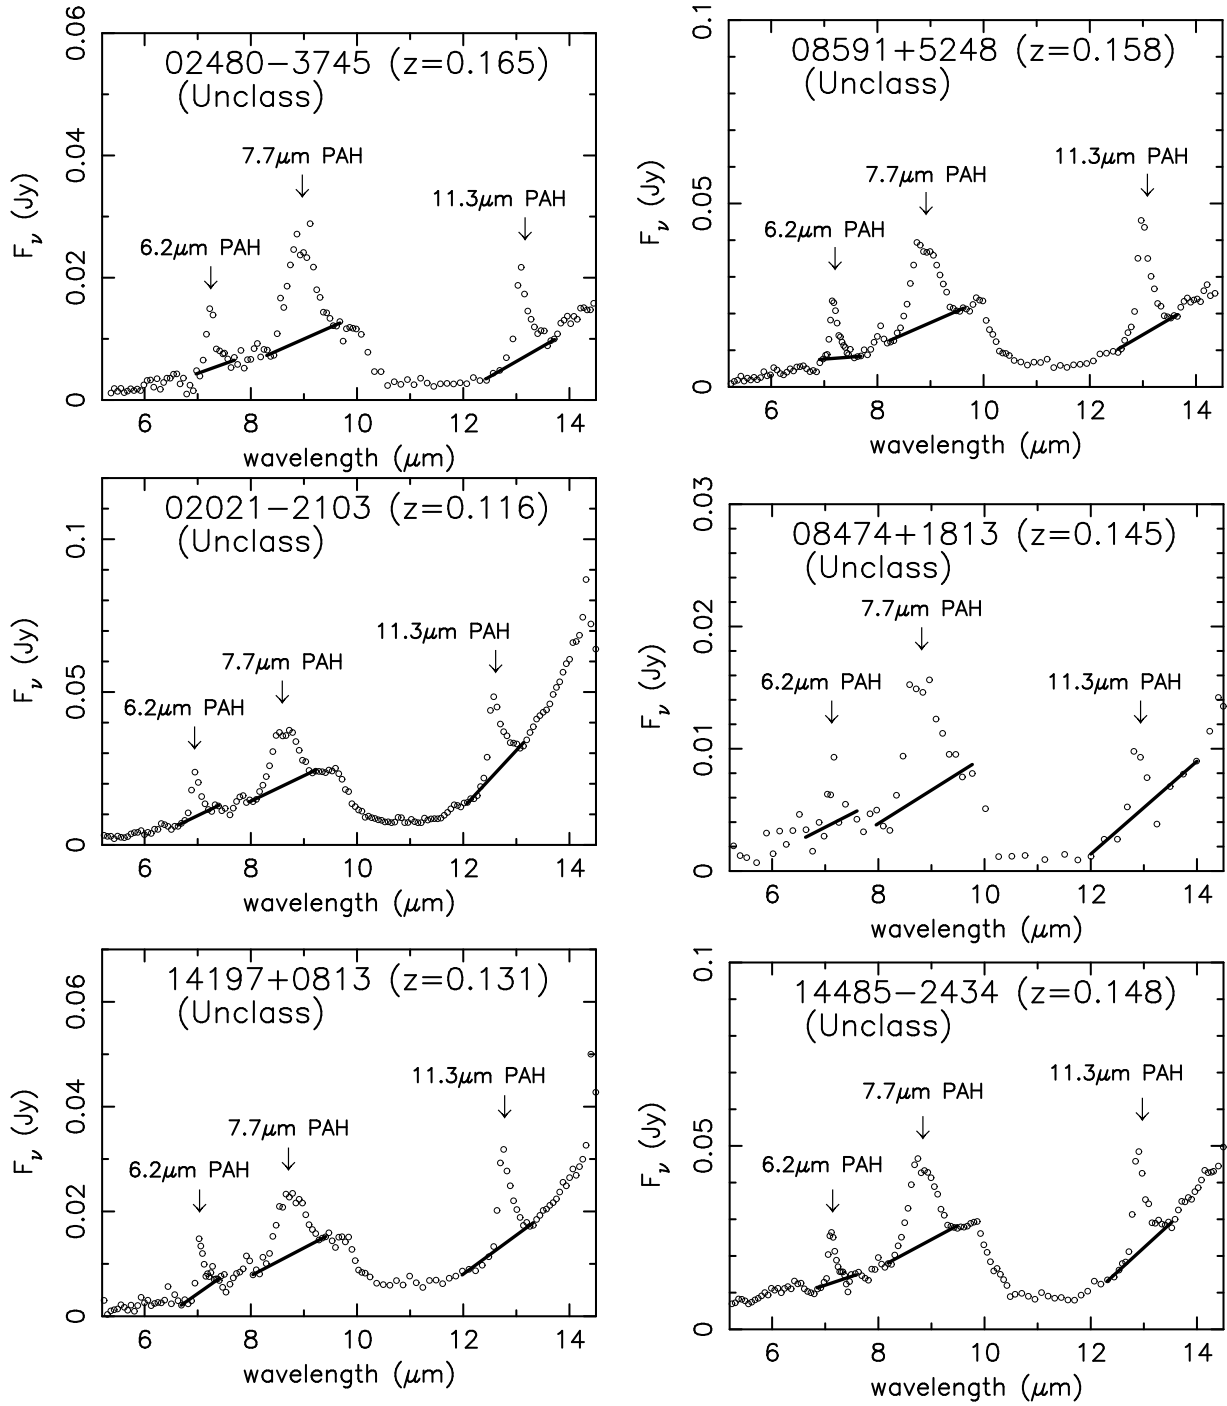 02480−3745 (z=0.165)
(Unclass)
7.7μm PAH
11.3μm PAH
6.2μm PAH
0.06
0.04
0.02
0
Fν (Jy)
6 8 10 12 14
wavelength (μm)
08591+5248 (z=0.158)
(Unclass)
11.3μm PAH
7.7μm PAH
6.2μm PAH
0.1
0.05
0
Fν (Jy)
6 8 10 12 14
wavelength (μm)
02021−2103 (z=0.116)
(Unclass)
11.3μm PAH
7.7μm PAH
6.2μm PAH
0.1
0.05
0
Fν (Jy)
6 8 10 12 14
wavelength (μm)
08474+1813 (z=0.145)
(Unclass)
7.7μm PAH
6.2μm PAH
11.3μm PAH
0.03
0.02
0.01
0
Fν (Jy)
6 8 10 12 14
wavelength (μm)
14197+0813 (z=0.131)
(Unclass)
11.3μm PAH
7.7μm PAH
6.2μm PAH
0.06
0.04
0.02
0
Fν (Jy)
6 8 10 12 14
wavelength (μm)
14485−2434 (z=0.148)
(Unclass)
11.3μm PAH
7.7μm PAH
6.2μm PAH
0.1
0.05
0
Fν (Jy)
6 8 10 12 14
wavelength (μm)